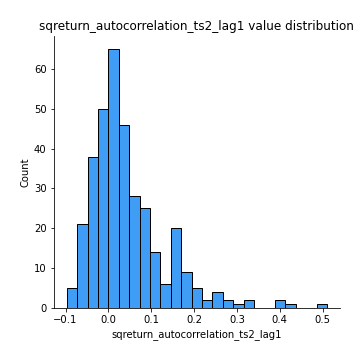 sqreturn_autocorrelation_ts2_lag1 value distribution
60
50
40
30
20
10
0
Count
−0.1 0.0 0.1 0.2 0.3 0.4 0.5
sqreturn_autocorrelation_ts2_lag1